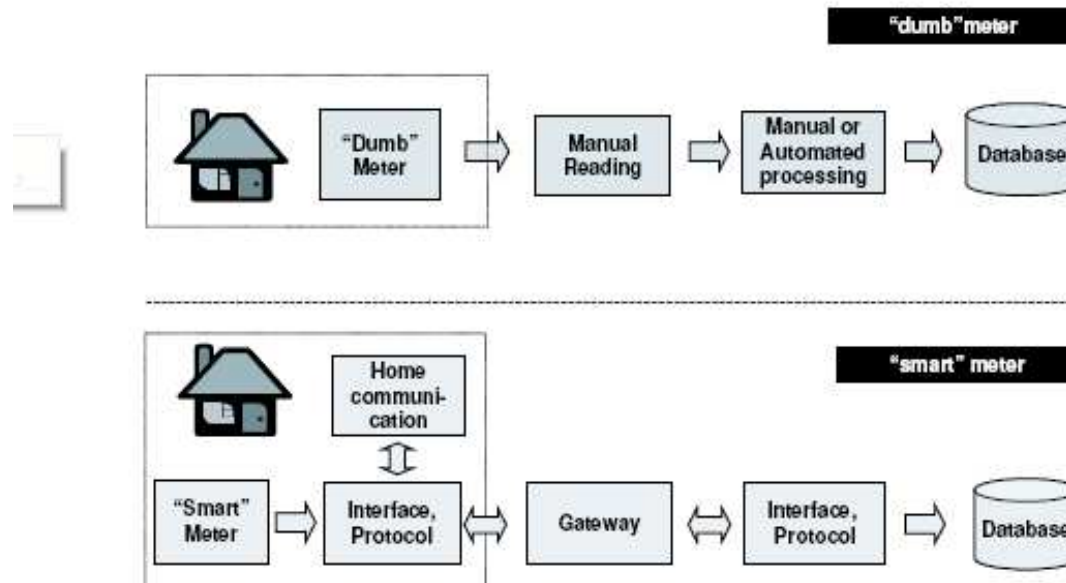 “dumb”meter
“Dumb”
Meter
Manual
Reading
Manual or
Automated
processing
Database
“smart” meter
Home
communi-
cation
“Smart”
Meter
Interface,
Protocol
Gateway
Interface,
Protocol
Database